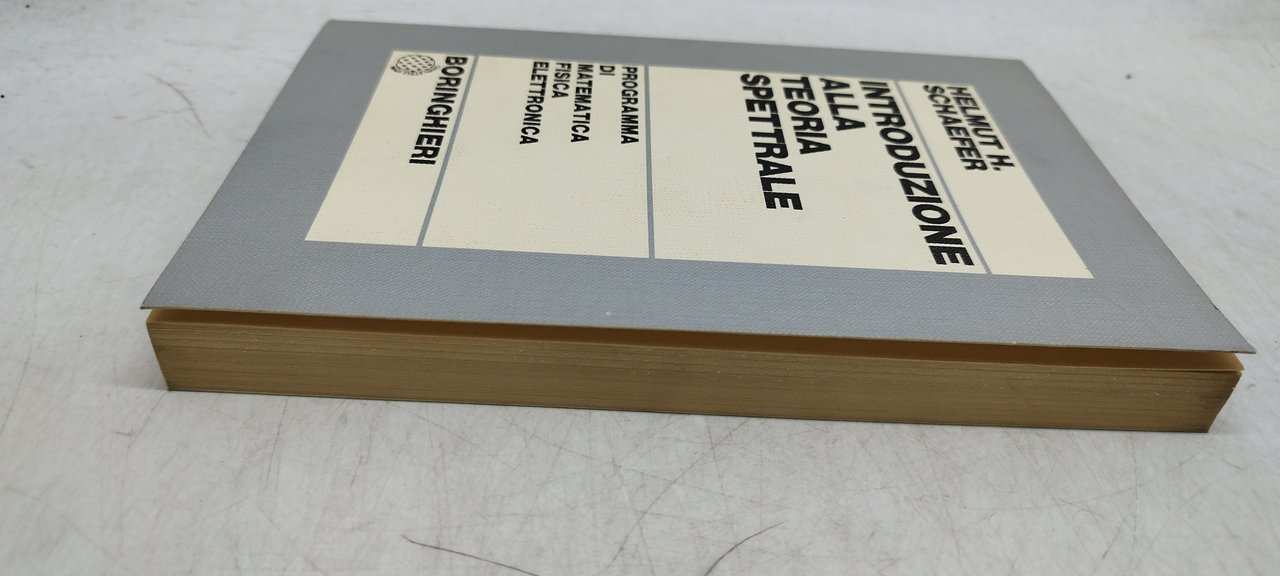 HELMUT H.
SCHAEFER
INTRODUZIONE
ALLA
TEORIA
SPETTRALE
PROGRAMMA
DI
MATEMATICA
FISICA
ELETTRONICA
BORINGHIERI